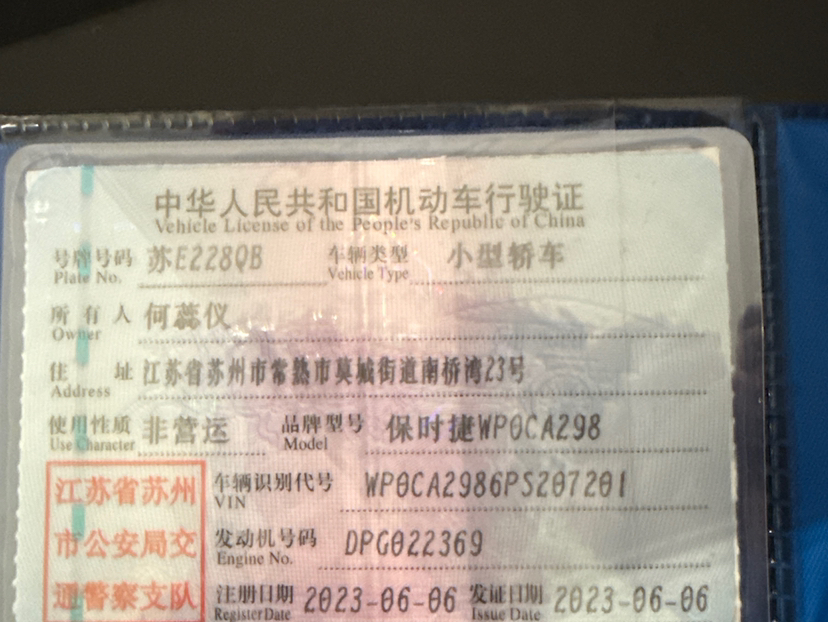 中华人民共和国机动车行驶证
Vehicle License of the People's Republic of China
号牌号码 苏E228QB 车辆类型 小型轿车
Plate No. Vehicle Type
所有人 何蕊仪
Owner
住址 江苏省苏州市常熟市莫城街道南桥湾23号
Address
使用性质 非营运 品牌型号 保时捷WP0CA298
Use Character Model
江苏省苏州 车辆识别代号 WP0CA2986PS207201
VIN
市公安局交 发动机号码 DPG022369
Engine No.
通警察支队 注册日期 2023-06-06 发证日期 2023-06-06
Register Date Issue Date